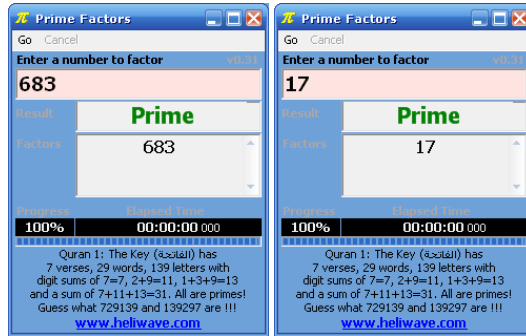 Prime Factors
Go Cancel
Enter a number to factor v0.31
683
Result Prime
Factors 683
Progress Elapsed Time
100% 00:00:00 000
Quran 1: The Key (الفاتحة) has
7 verses, 29 words, 139 letters with
digit sums of 7=7, 2+9=11, 1+3+9=13
and a sum of 7+11+13=31. All are primes!
Guess what 729139 and 139297 are !!!
www.heliwave.com
Prime Factors
Go Cancel
Enter a number to factor v0.31
17
Result Prime
Factors 17
Progress Elapsed Time
100% 00:00:00 000
Quran 1: The Key (الفاتحة) has
7 verses, 29 words, 139 letters with
digit sums of 7=7, 2+9=11, 1+3+9=13
and a sum of 7+11+13=31. All are primes!
Guess what 729139 and 139297 are !!!
www.heliwave.com